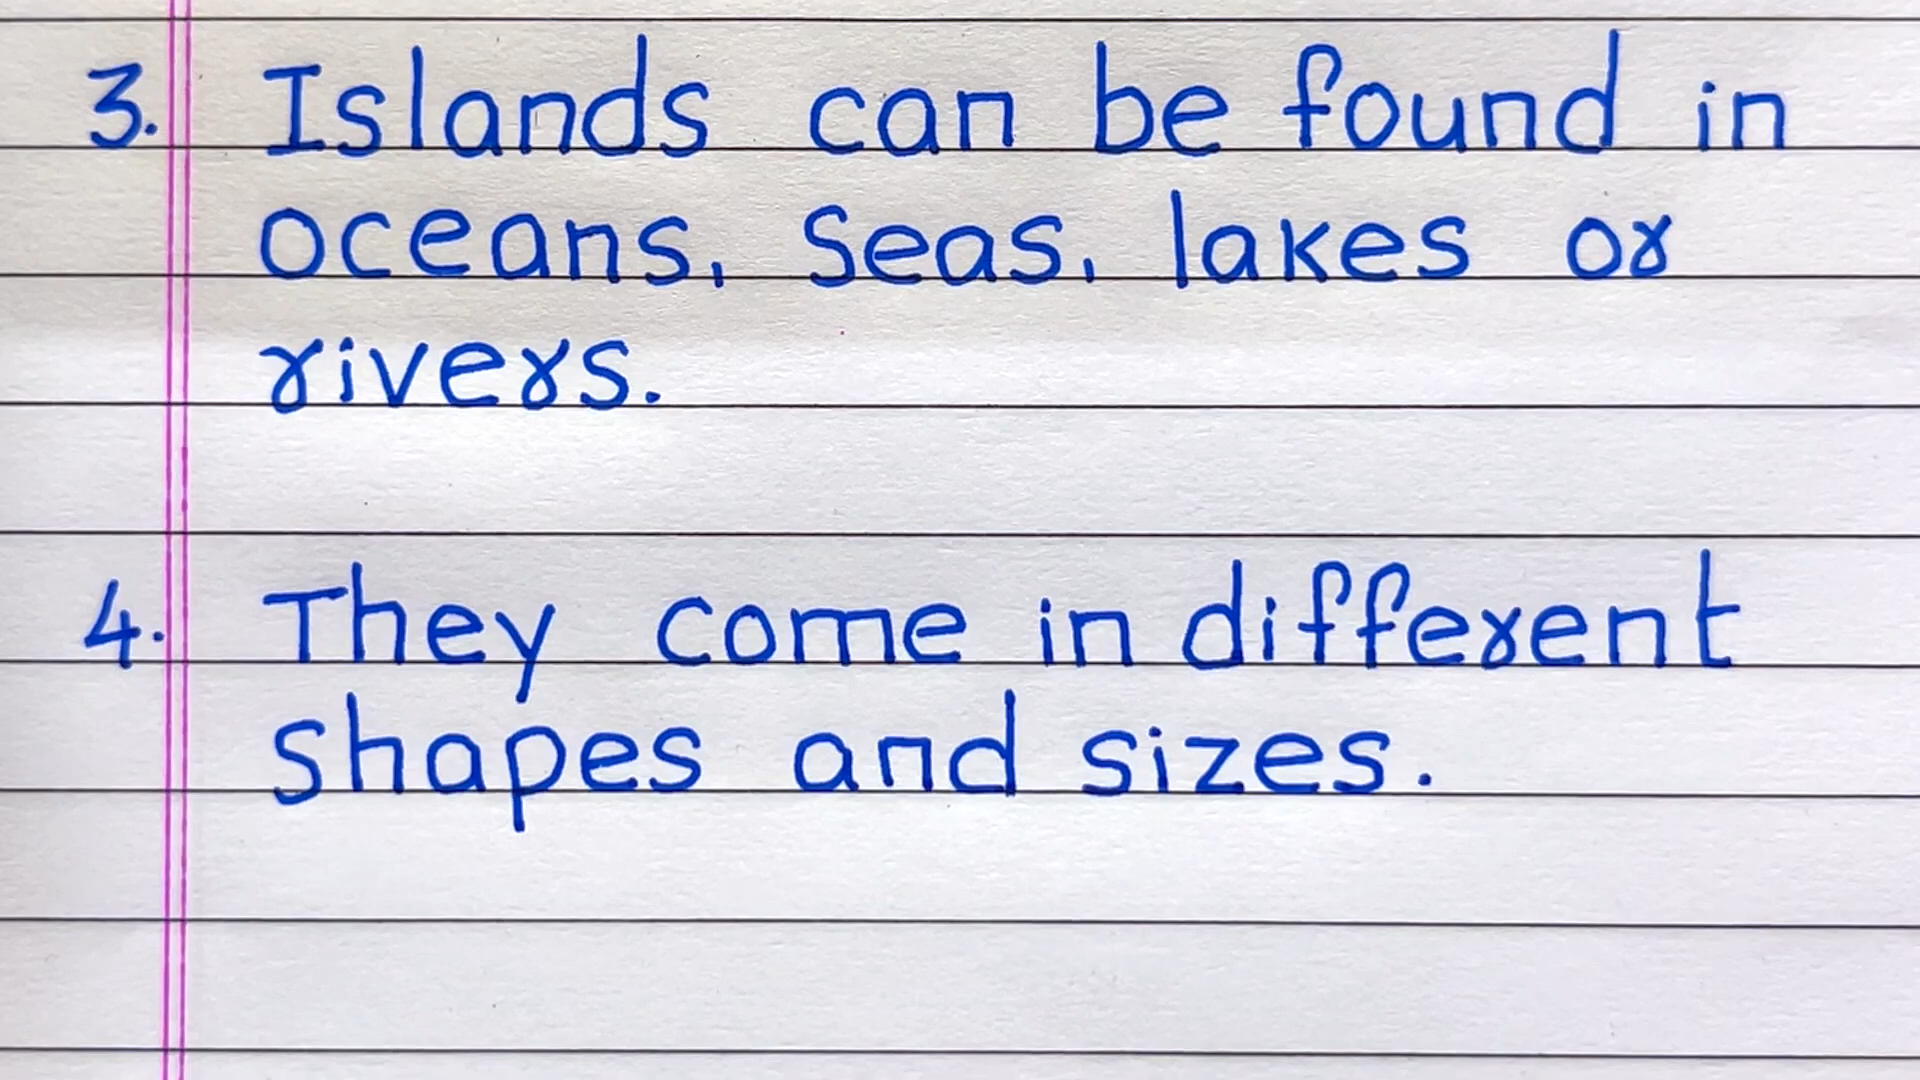 3. Islands can be found in
oceans, seas, lakes or
rivers.
4. They come in different
shapes and sizes.